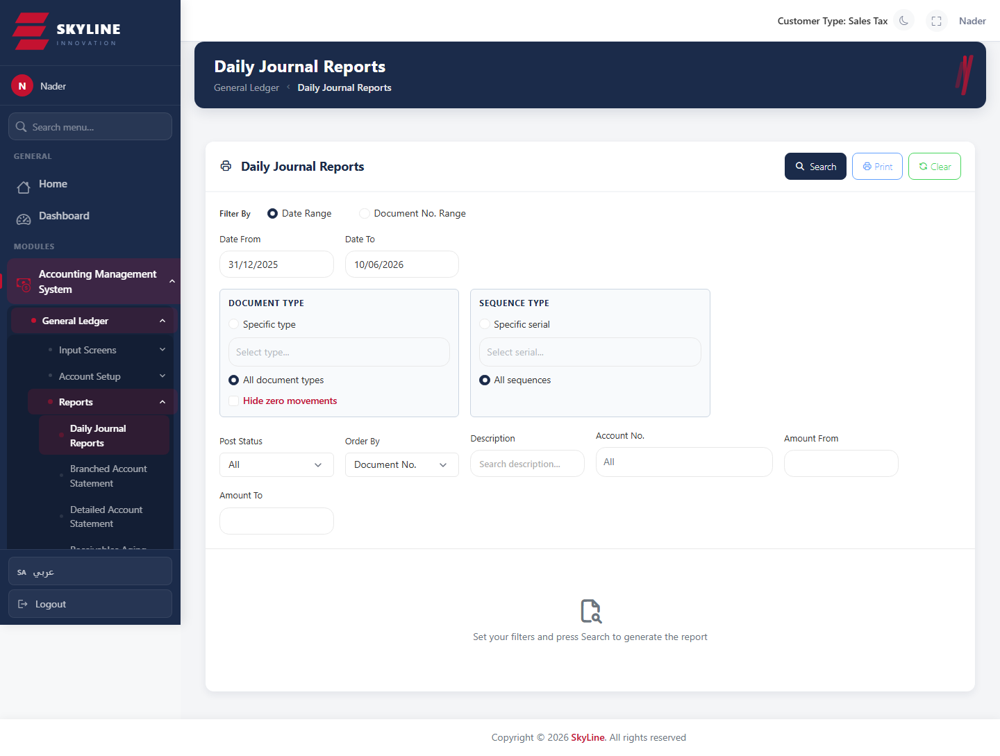 SKYLINE
INNOVATION
N
Nader
Search menu...
GENERAL
Home
Dashboard
MODULES
Accounting Management
System
General Ledger
Input Screens
Account Setup
Reports
Daily Journal
Reports
Branched Account
Statement
Detailed Account
Statement
Receivables Aging
SA عربي
Logout
Customer Type: Sales Tax
Nader
Daily Journal Reports
General Ledger
Daily Journal Reports
Daily Journal Reports
Search
Print
Clear
Filter By
Date Range
Document No. Range
Date From
Date To
31/12/2025
10/06/2026
DOCUMENT TYPE
Specific type
Select type...
All document types
Hide zero movements
SEQUENCE TYPE
Specific serial
Select serial...
All sequences
Post Status
Order By
Description
Account No.
Amount From
All
Document No.
Search description...
All
Amount To
Set your filters and press Search to generate the report
Copyright © 2026 SkyLine. All rights reserved